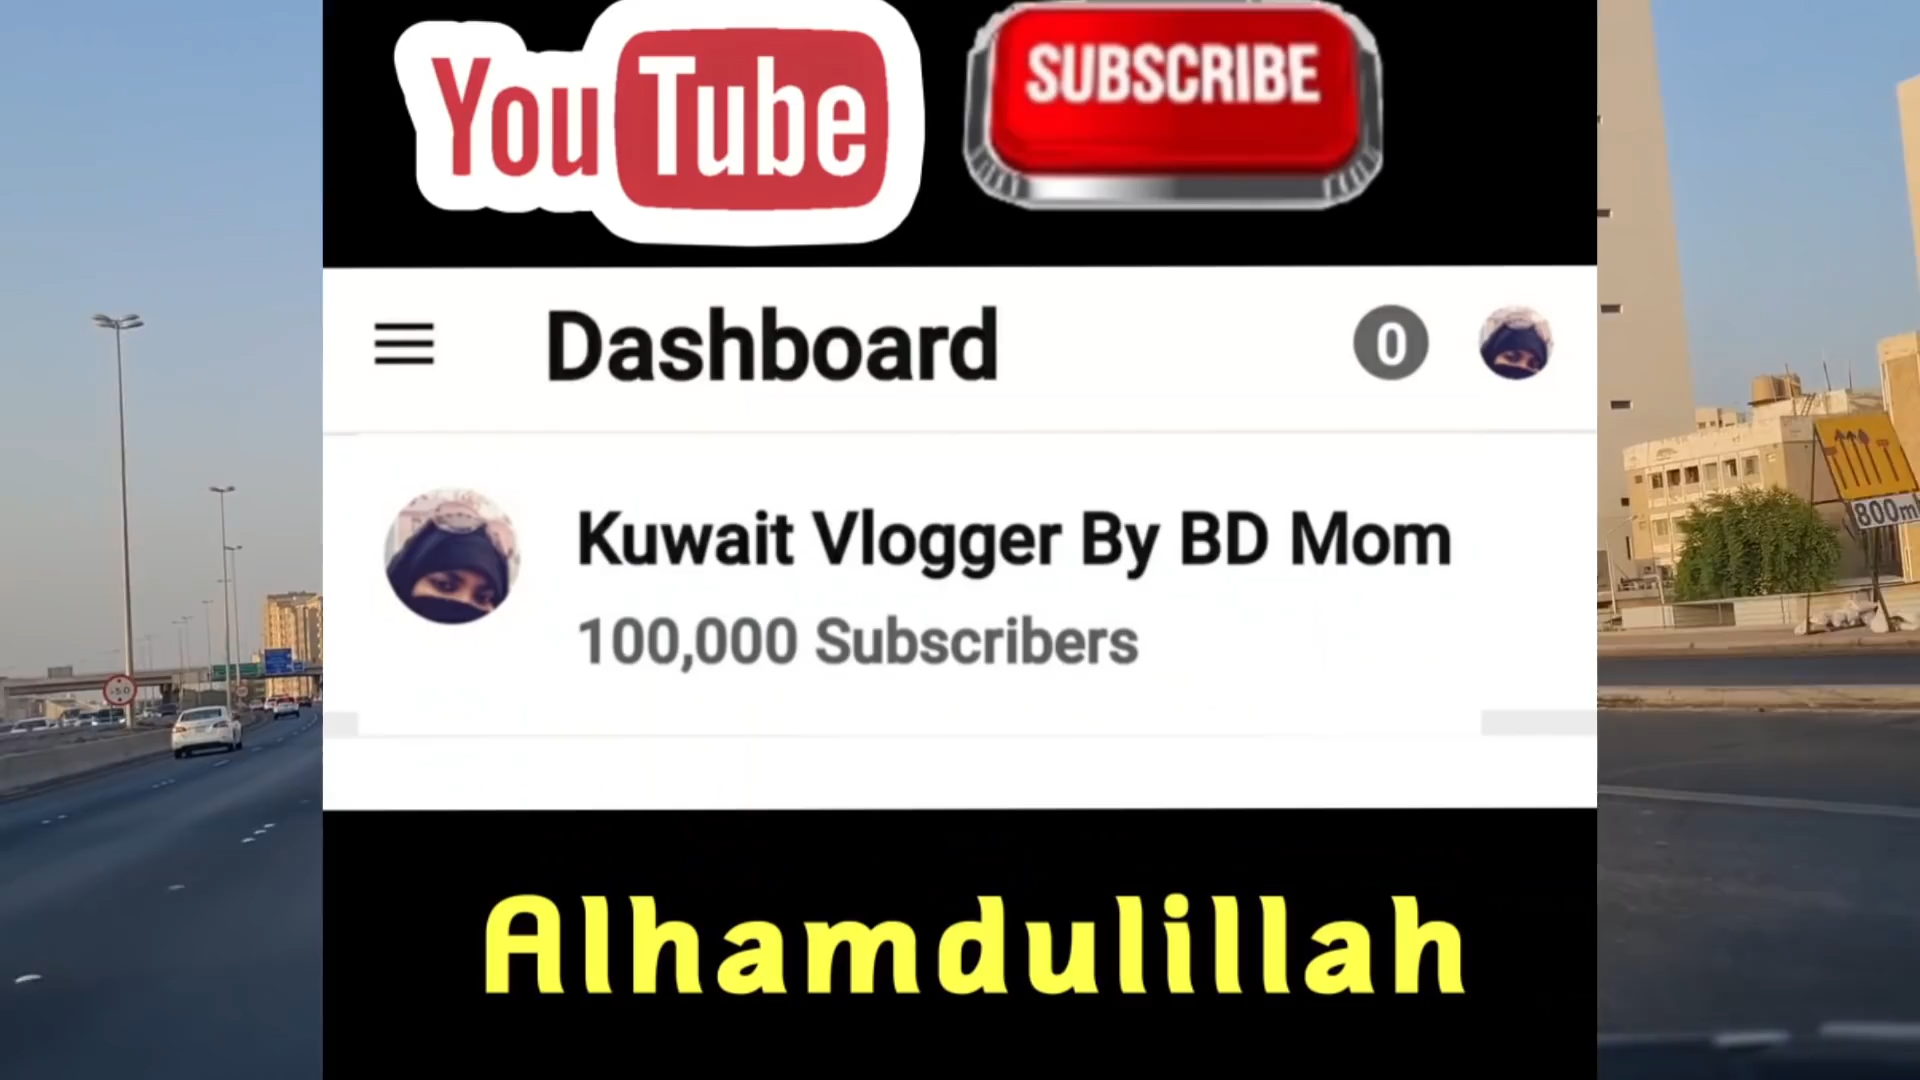 YouTube
SUBSCRIBE
Dashboard
0
Kuwait Vlogger By BD Mom
100,000 Subscribers
800m
Alhamdulillah